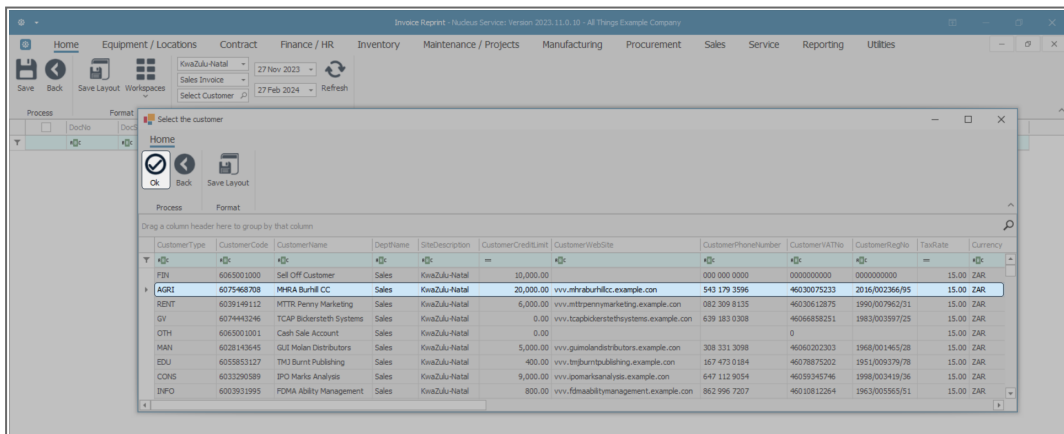 Invoice Reprint - Nucleus Service: Version 2023.11.0.10 - All Things Example Company
Home Equipment / Locations Contract Finance / HR Inventory Maintenance / Projects Manufacturing Procurement Sales Service Reporting Utilities
KwaZulu-Natal 27 Nov 2023
Sales Invoice
Select Customer 27 Feb 2024
Save Back Save Layout Workspaces Refresh
Process Format
DocNo
Select the customer
Home
Ok Back Save Layout
Process Format
Drag a column header here to group by that column
CustomerType CustomerCode CustomerName DeptName SiteDescription CustomerCreditLimit CustomerWebSite CustomerPhoneNumber CustomerVATNo CustomerRegNo TaxRate Currency
FIN 6065001000 Sell Off Customer Sales KwaZulu-Natal 10,000.00 000 000 0000 0000000000 0000000000 15.00 ZAR
AGRI 6075468708 MHRA Burhill CC Sales KwaZulu-Natal 20,000.00 vvv.mhraburhillcc.example.con 543 179 3596 46030075233 2016/002366/95 15.00 ZAR
RENT 6039149112 MTTR Penny Marketing Sales KwaZulu-Natal 6,000.00 vvv.mttrpennymarketing.example.con 082 309 8135 46030612875 1990/007962/31 15.00 ZAR
GV 6074443246 TCAP Bickersteth Systems Sales KwaZulu-Natal 0.00 vvv.tcapbickerstethsystems.example.con 639 183 0308 46066858251 1983/003597/25 15.00 ZAR
OTH 6065001001 Cash Sale Account Sales KwaZulu-Natal 0.00 0 15.00 ZAR
MAN 6028143645 GUI Molan Distributors Sales KwaZulu-Natal 5,000.00 vvv.guimolandistributors.example.con 308 331 3098 46060202303 1968/001465/28 15.00 ZAR
EDU 6055853127 TMJ Burnt Publishing Sales KwaZulu-Natal 400.00 vvv.tmjburntpublishing.example.con 167 473 0184 46078875202 1951/009379/78 15.00 ZAR
CONS 6033290589 IPO Marks Analysis Sales KwaZulu-Natal 9,000.00 vvv.ipomarksanalysis.example.con 647 112 9054 46059345746 1998/003419/36 15.00 ZAR
INFO 6003931995 FDMA Ability Management Sales KwaZulu-Natal 800.00 vvv.fdmaabilitymanagement.example.con 862 996 7207 46010812264 1963/005565/51 15.00 ZAR